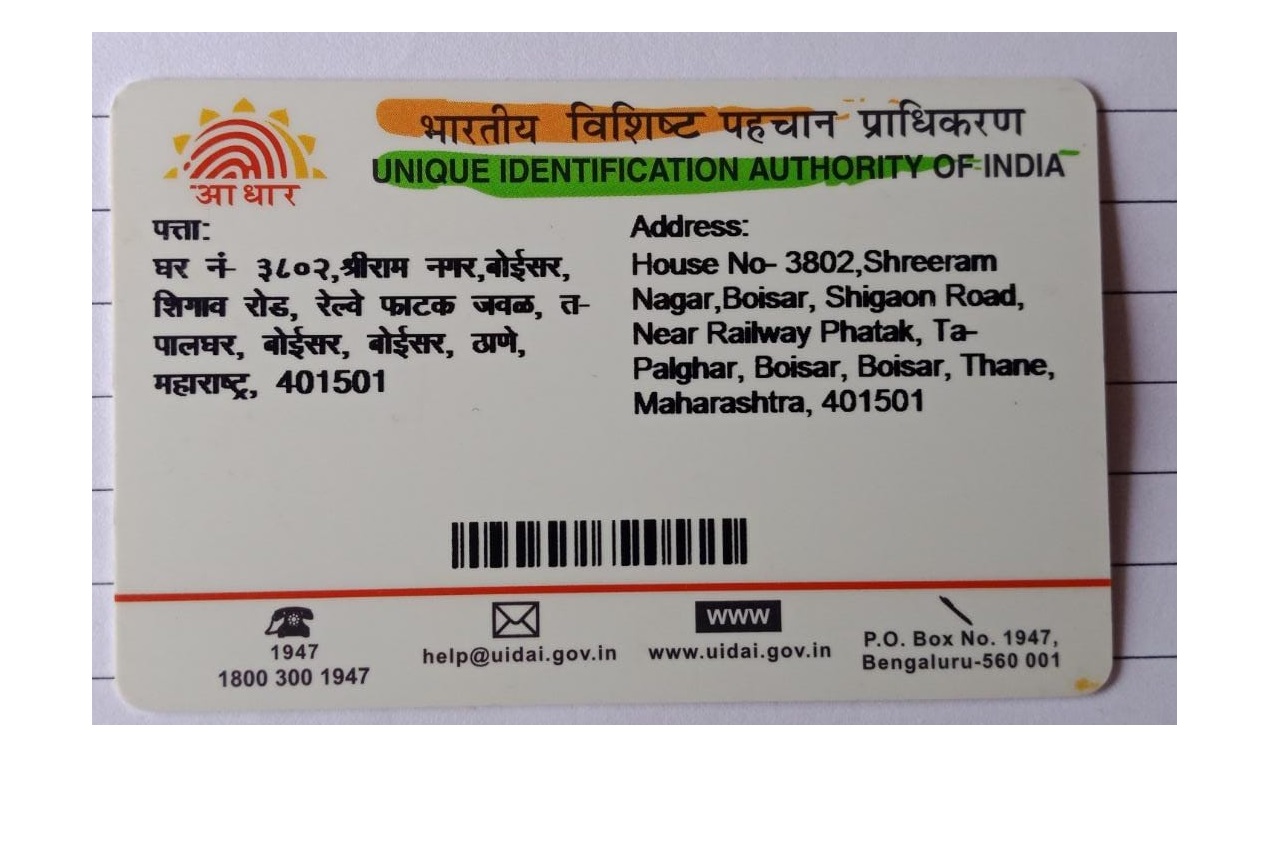 भारतीय विशिष्ट पहचान प्राधिकरण
UNIQUE IDENTIFICATION AUTHORITY OF INDIA
आधार
पत्ता:
घर नं- ३८०२,श्रीराम नगर,बोईसर,
शिगाव रोड, रेल्वे फाटक जवळ, त-
पालघर, बोईसर, बोईसर, ठाणे,
महाराष्ट्र, 401501
Address:
House No- 3802,Shreeram
Nagar,Boisar, Shigaon Road,
Near Railway Phatak, Ta-
Palghar, Boisar, Boisar, Thane,
Maharashtra, 401501
1947
1800 300 1947
help@uidai.gov.in
WWW
www.uidai.gov.in
P.O. Box No. 1947,
Bengaluru-560 001